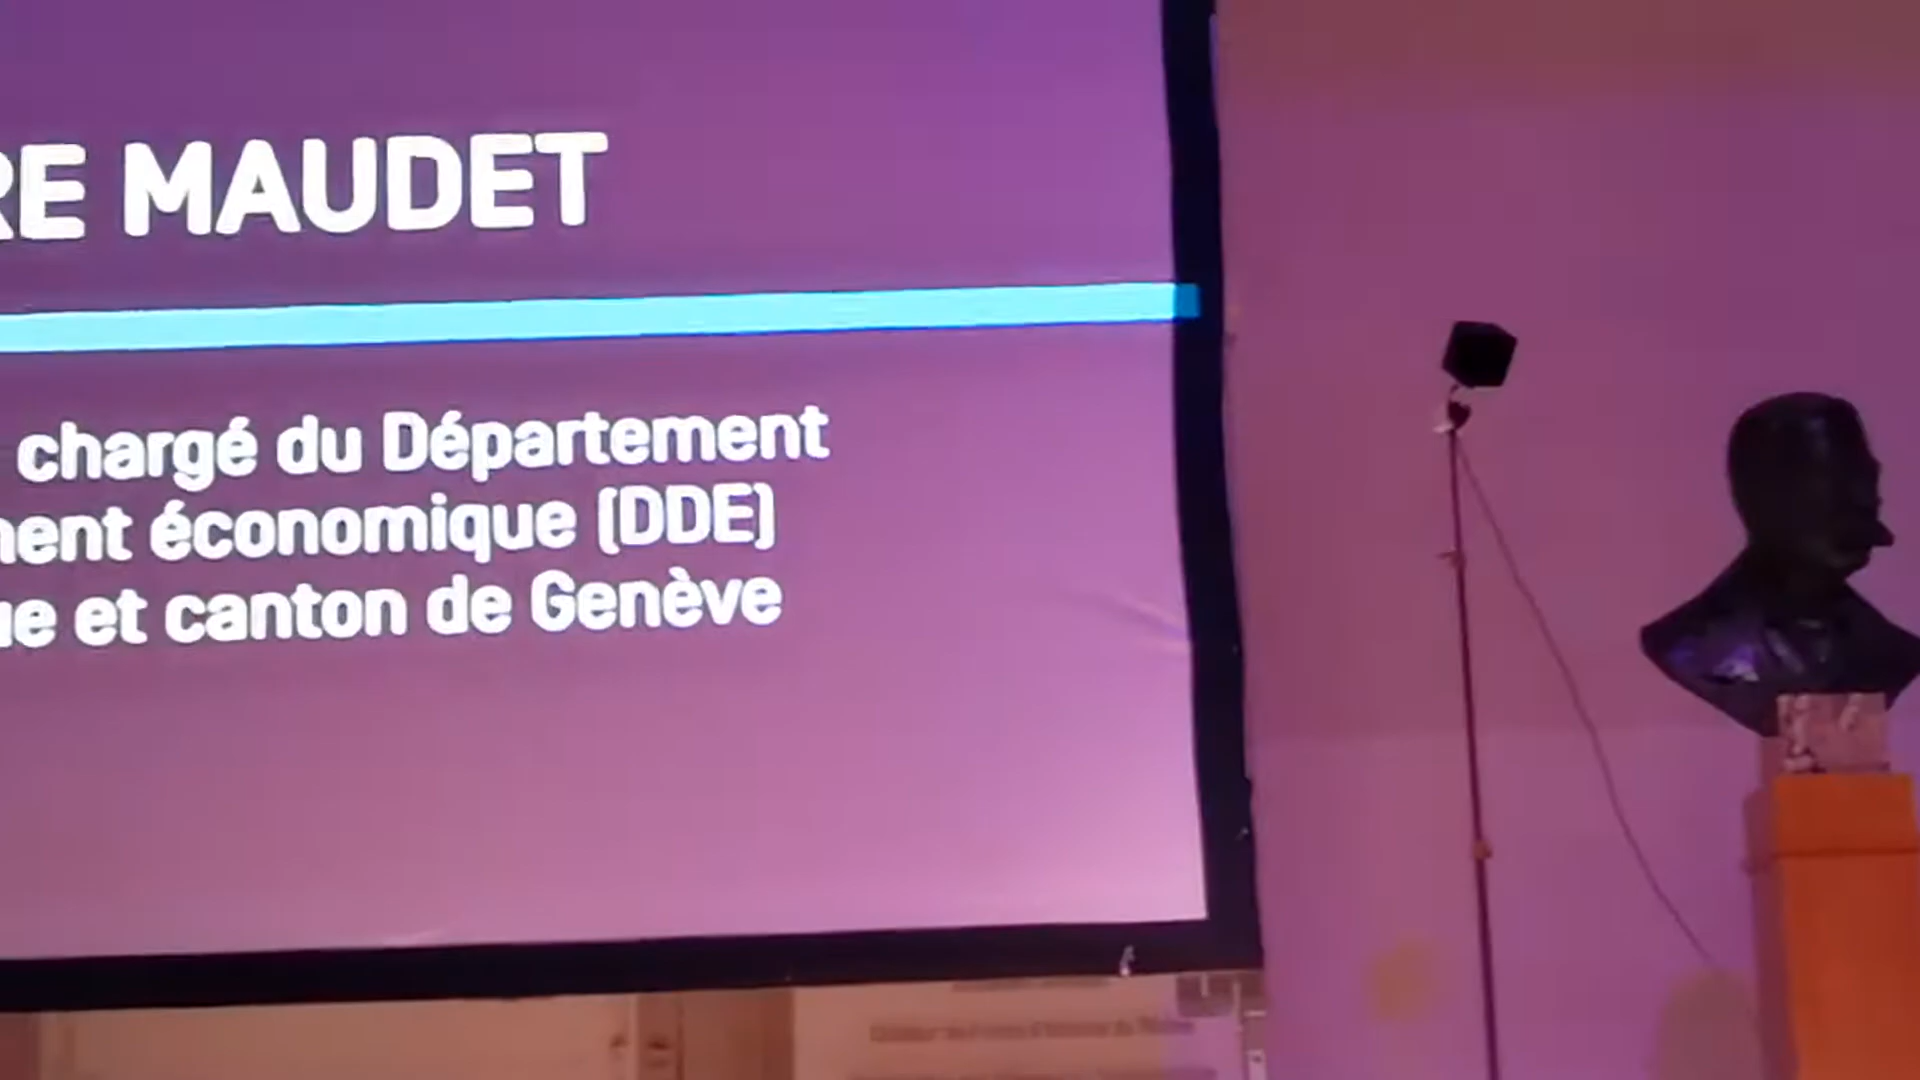 RE MAUDET
chargé du Département
ment économique (DDE)
ue et canton de Genève